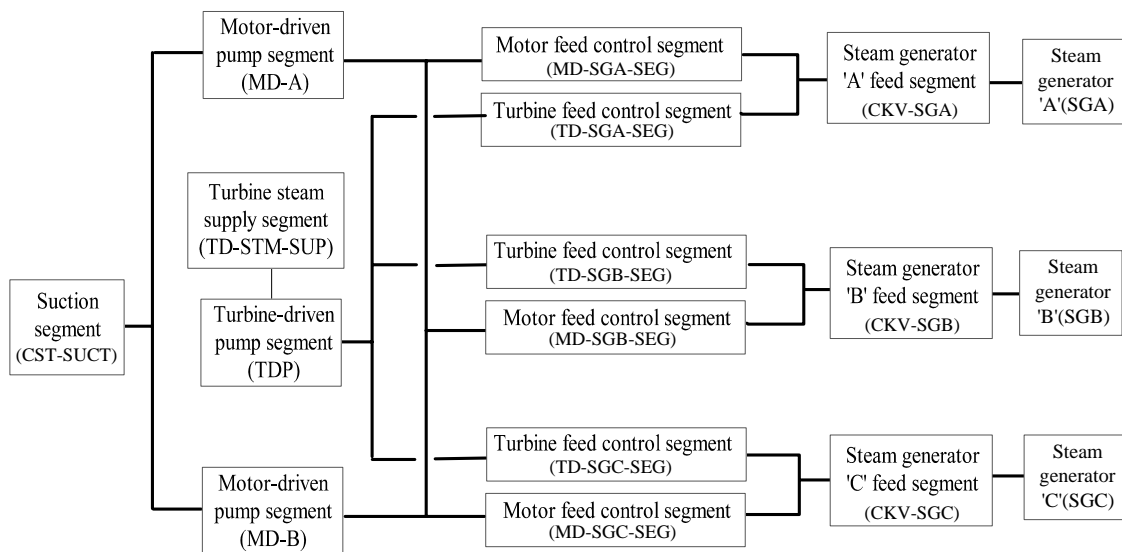 Suction
segment
(CST-SUCT)
Motor-driven
pump segment
(MD-A)
Turbine steam
supply segment
(TD-STM-SUP)
Turbine-driven
pump segment
(TDP)
Motor-driven
pump segment
(MD-B)
Motor feed control segment
(MD-SGA-SEG)
Turbine feed control segment
(TD-SGA-SEG)
Turbine feed control segment
(TD-SGB-SEG)
Motor feed control segment
(MD-SGB-SEG)
Turbine feed control segment
(TD-SGC-SEG)
Motor feed control segment
(MD-SGC-SEG)
Steam generator
'A' feed segment
(CKV-SGA)
Steam generator
'B' feed segment
(CKV-SGB)
Steam generator
'C' feed segment
(CKV-SGC)
Steam
generator
'A'(SGA)
Steam
generator
'B'(SGB)
Steam
generator
'C'(SGC)